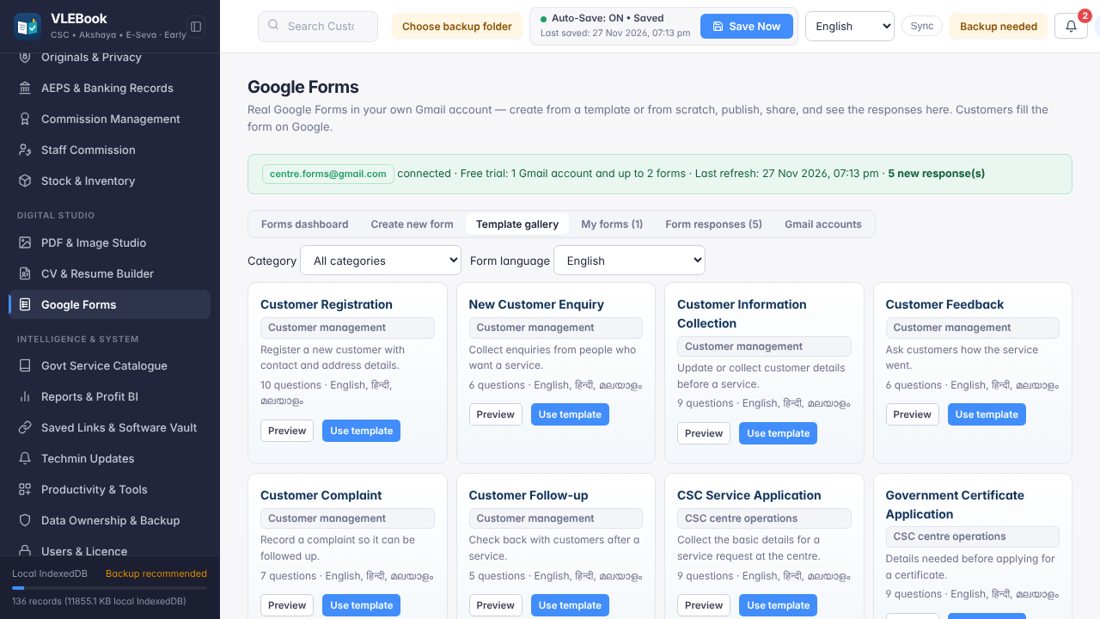 VLEBook
CSC • Akshaya • E-Seva · Early
Originals & Privacy
AEPS & Banking Records
Commission Management
Staff Commission
Stock & Inventory
DIGITAL STUDIO
PDF & Image Studio
CV & Resume Builder
Google Forms
INTELLIGENCE & SYSTEM
Govt Service Catalogue
Reports & Profit BI
Saved Links & Software Vault
Techmin Updates
Productivity & Tools
Data Ownership & Backup
Users & Licence
Local IndexedDB Backup recommended
136 records (11855.1 KB local IndexedDB)
Search Custo
Choose backup folder
Auto-Save: ON • Saved
Last saved: 27 Nov 2026, 07:13 pm
Save Now
English
Sync
Backup needed
2
Google Forms
Real Google Forms in your own Gmail account — create from a template or from scratch, publish, share, and see the responses here. Customers fill the
form on Google.
centre.forms@gmail.com connected · Free trial: 1 Gmail account and up to 2 forms · Last refresh: 27 Nov 2026, 07:13 pm · 5 new response(s)
Forms dashboard Create new form Template gallery My forms (1) Form responses (5) Gmail accounts
Category All categories Form language English
Customer Registration
Customer management
Register a new customer with
contact and address details.
10 questions · English, हिन्दी,
മലയാളം
Preview Use template
New Customer Enquiry
Customer management
Collect enquiries from people who
want a service.
6 questions · English, हिन्दी, മലയാളം
Preview Use template
Customer Information
Collection
Customer management
Update or collect customer details
before a service.
9 questions · English, हिन्दी, മലയാളം
Preview Use template
Customer Feedback
Customer management
Ask customers how the service
went.
6 questions · English, हिन्दी, മലയാളം
Preview Use template
Customer Complaint
Customer management
Record a complaint so it can be
followed up.
7 questions · English, हिन्दी, മലയാളം
Preview Use template
Customer Follow-up
Customer management
Check back with customers after a
service.
5 questions · English, हिन्दी, മലയാളം
Preview Use template
CSC Service Application
CSC centre operations
Collect the basic details for a
service request at the centre.
9 questions · English, हिन्दी, മലയാളം
Preview Use template
Government Certificate
Application
CSC centre operations
Details needed before applying for
a certificate.
9 questions · English, हिन्दी, മലയാളം